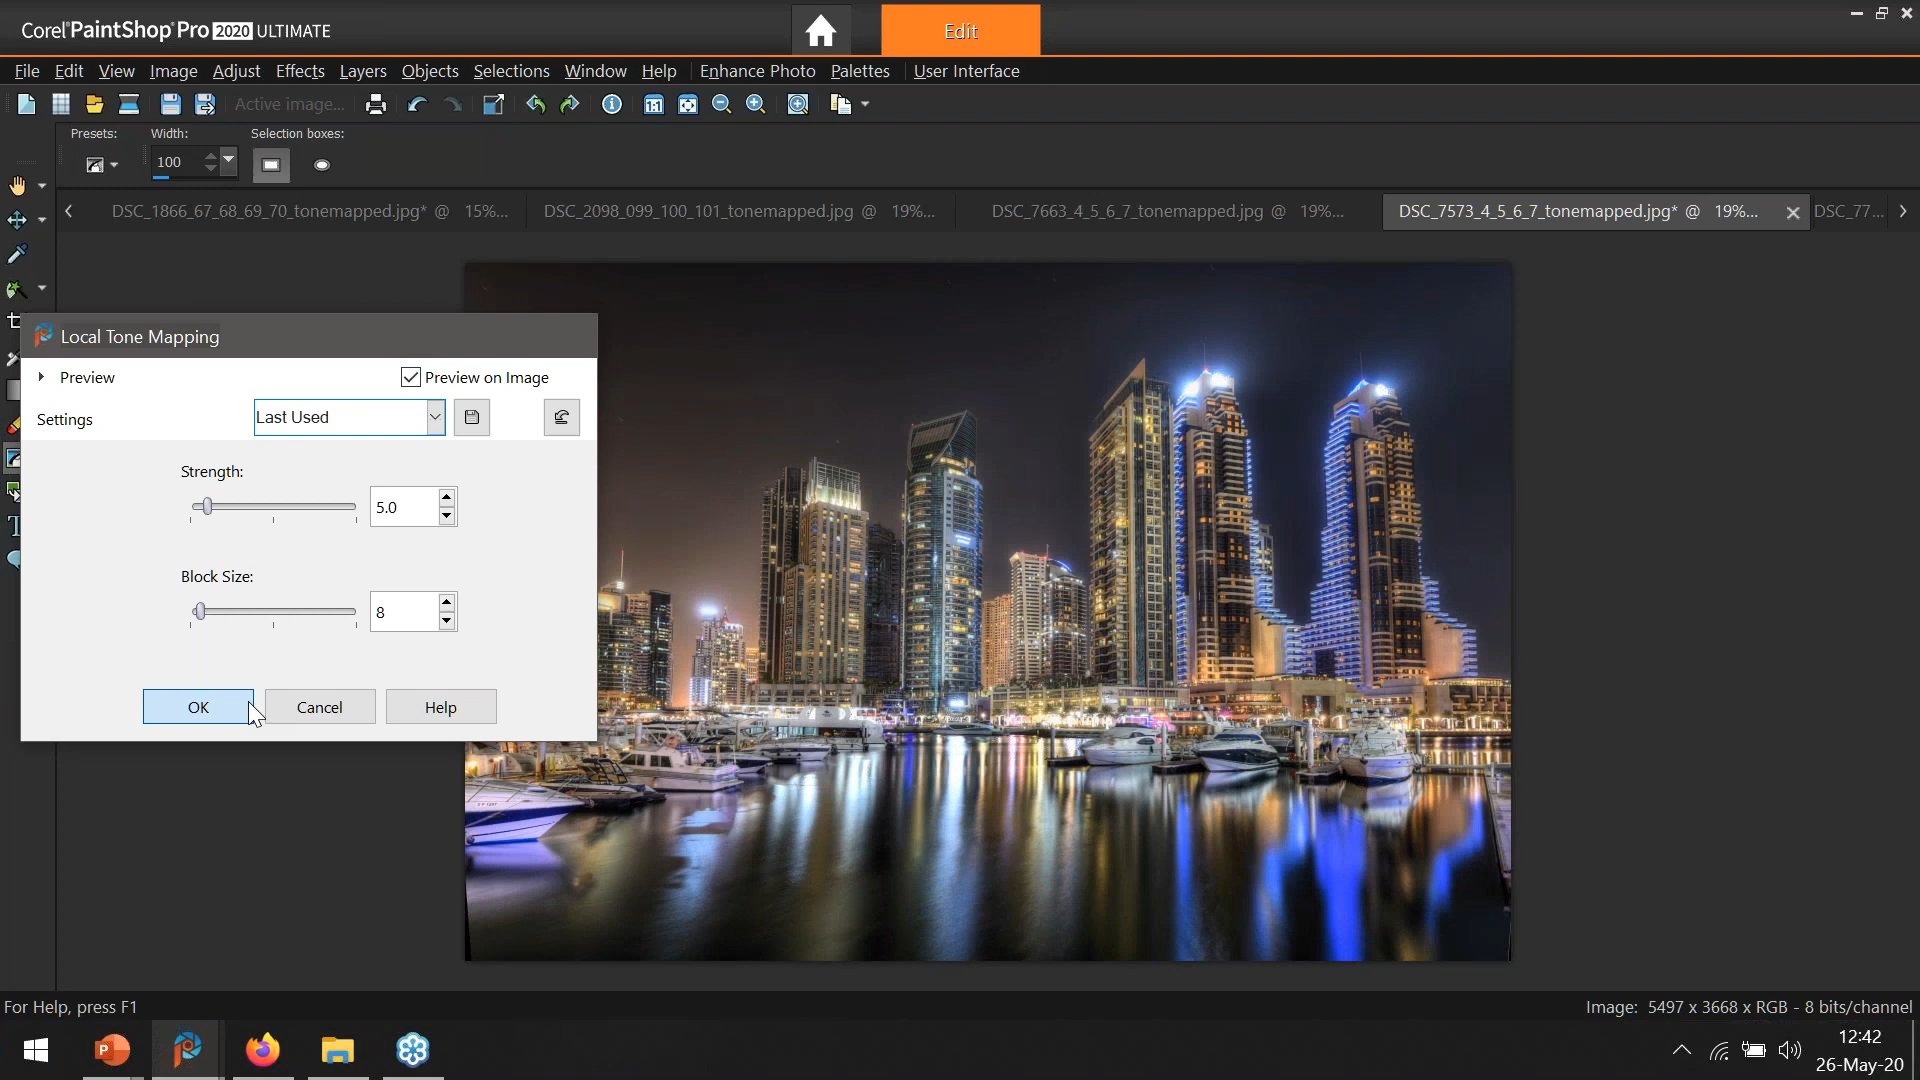 Corel PaintShop Pro 2020 ULTIMATE
Edit
File Edit View Image Adjust Effects Layers Objects Selections Window Help Enhance Photo Palettes User Interface
Active image...
Presets: Width: Selection boxes:
100
DSC_1866_67_68_69_70_tonemapped.jpg* @ 15%...
DSC_2098_099_100_101_tonemapped.jpg @ 19%...
DSC_7663_4_5_6_7_tonemapped.jpg @ 19%...
DSC_7573_4_5_6_7_tonemapped.jpg* @ 19%...
DSC_77...
Local Tone Mapping
Preview
Preview on Image
Settings
Last Used
Strength:
5.0
Block Size:
8
OK
Cancel
Help
For Help, press F1
Image: 5497 x 3668 x RGB - 8 bits/channel
12:42
26-May-20